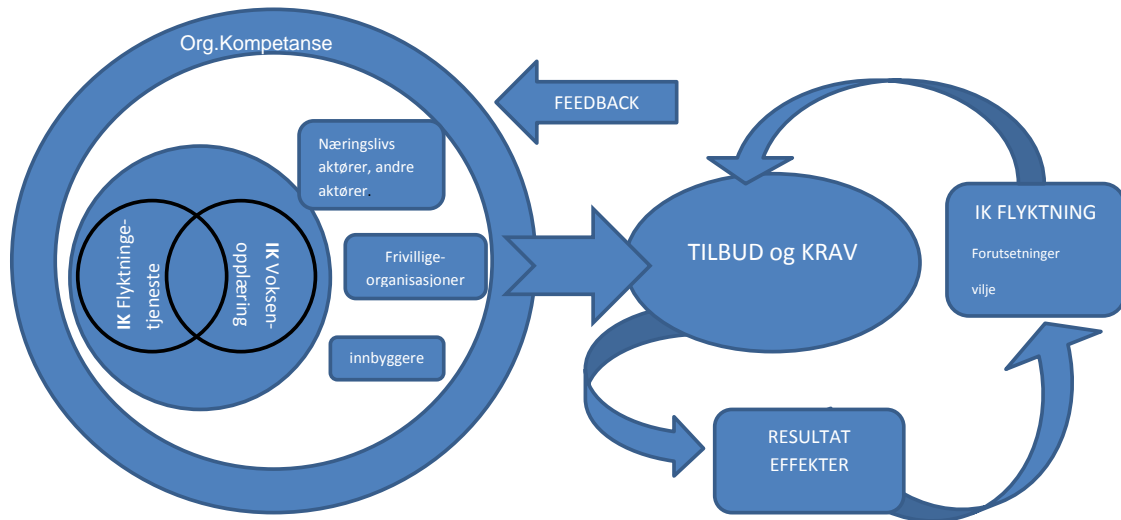 Org.Kompetanse
FEEDBACK
Næringslivs
aktører, andre
aktører.
IK Flyktninge-
tjeneste
IK Voksen-
opplæring
Frivillige-
organisasjoner
innbyggere
TILBUD og KRAV
IK FLYKTNING
Forutsetninger
vilje
RESULTAT
EFFEKTER